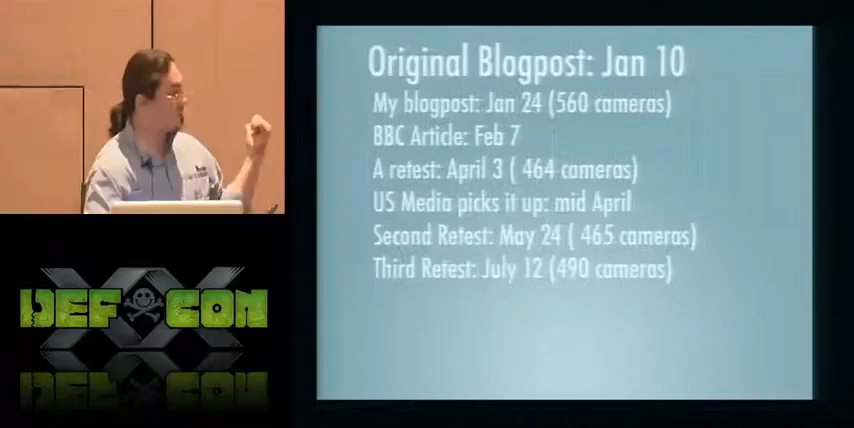 Original Blogpost: Jan 10
My blogpost: Jan 24 (560 cameras)
BBC Article: Feb 7
A retest: April 3 ( 464 cameras)
US Media picks it up: mid April
Second Retest: May 24 ( 465 cameras)
Third Retest: July 12 (490 cameras)
DEF CON
XX